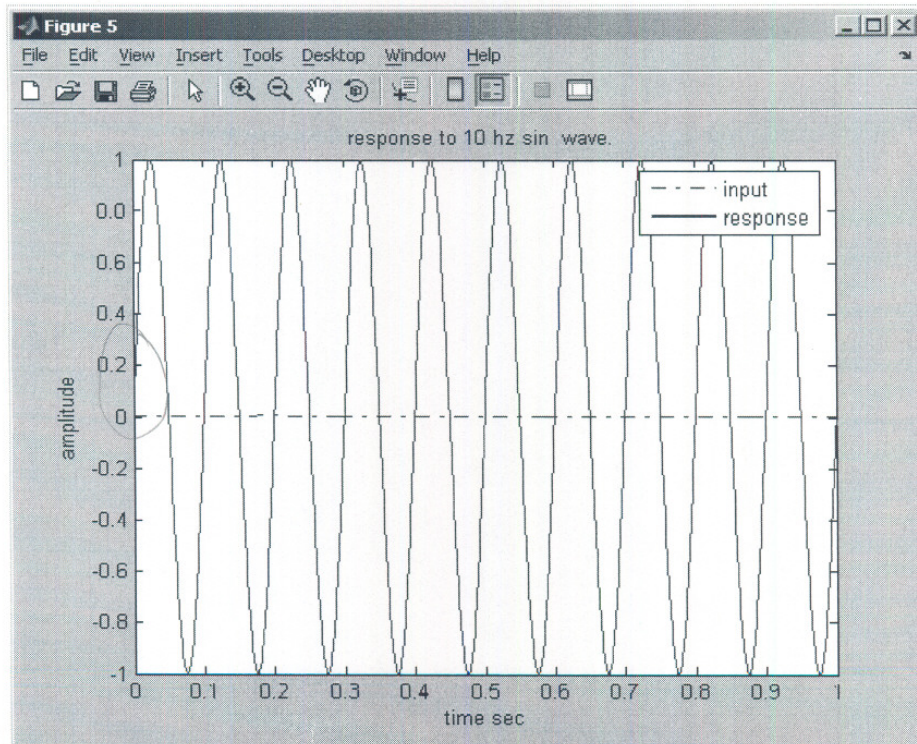 Figure 5
File Edit View Insert Tools Desktop Window Help
response to 10 hz sin wave.
input
response
amplitude
1
0.0
0.6
0.4
0.2
0
-0.2
-0.4
-0.6
-0.8
-1
0 0.1 0.2 0.3 0.4 0.5 0.6 0.7 0.8 0.9 1
time sec